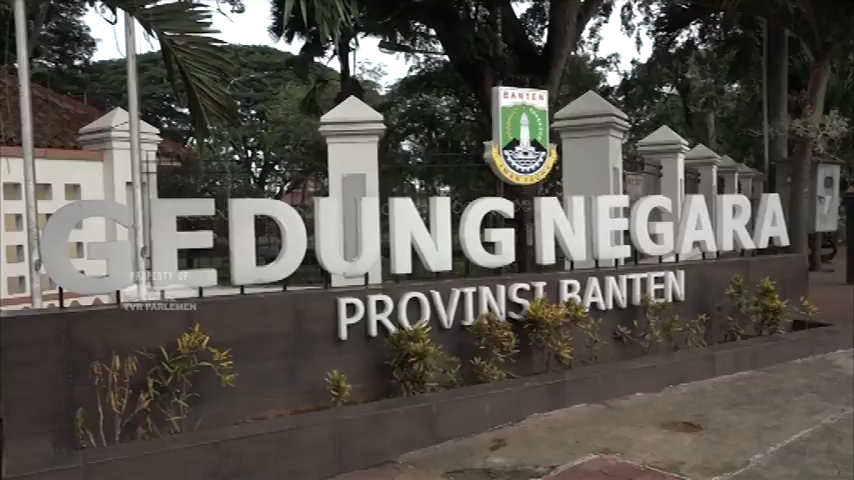 BANTEN
GEDUNG NEGARA
PROVINSI BANTEN
PROPERTY OF
TVR PARLEMEN